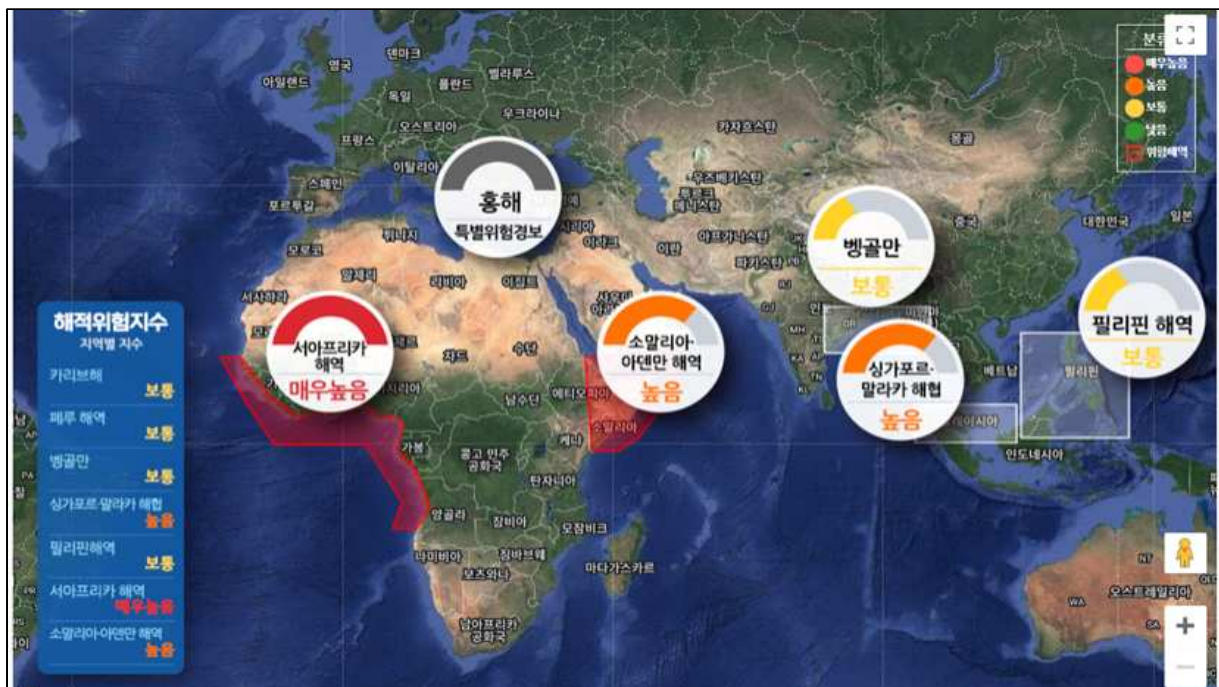 해적위험지수
지역별 지수
카리브해
보통
페루 해역
보통
벵골만
보통
싱가포르·말라카 해협
높음
필리핀해역
보통
서아프리카 해역
매우높음
소말리아·아덴만 해역
높음
홍해
특별위험경보
서아프리카
해역
매우높음
소말리아·
아덴만 해역
높음
벵골만
보통
싱가포르·
말라카 해협
높음
필리핀 해역
보통
매우높음
높음
보통
낮음
위험해역
덴마크
영국
아일랜드
벨라루스
폴란드
독일
우크라이나
오스트리아
프랑스
이탈리아
스페인
포르투갈
카자흐스탄
몽골
우즈베키스탄
투르크
메니스탄
아프가니스탄
파키스탄
이란
이라크
중국
대한민국
일본
튀니지
모로코
알제리
리비아
이집트
서사하라
차드
수단
남수단
에티오피아
소말리아
케냐
가봉
콩고 민주
공화국
탄자니아
앙골라
잠비아
모잠비크
나미비아
짐바브웨
보츠와나
마다가스카르
남아프리카
공화국
베트남
필리핀
인도네시아
오스트레일리아
NT
WA
GJ
RJ
MH
KA
TN
KL